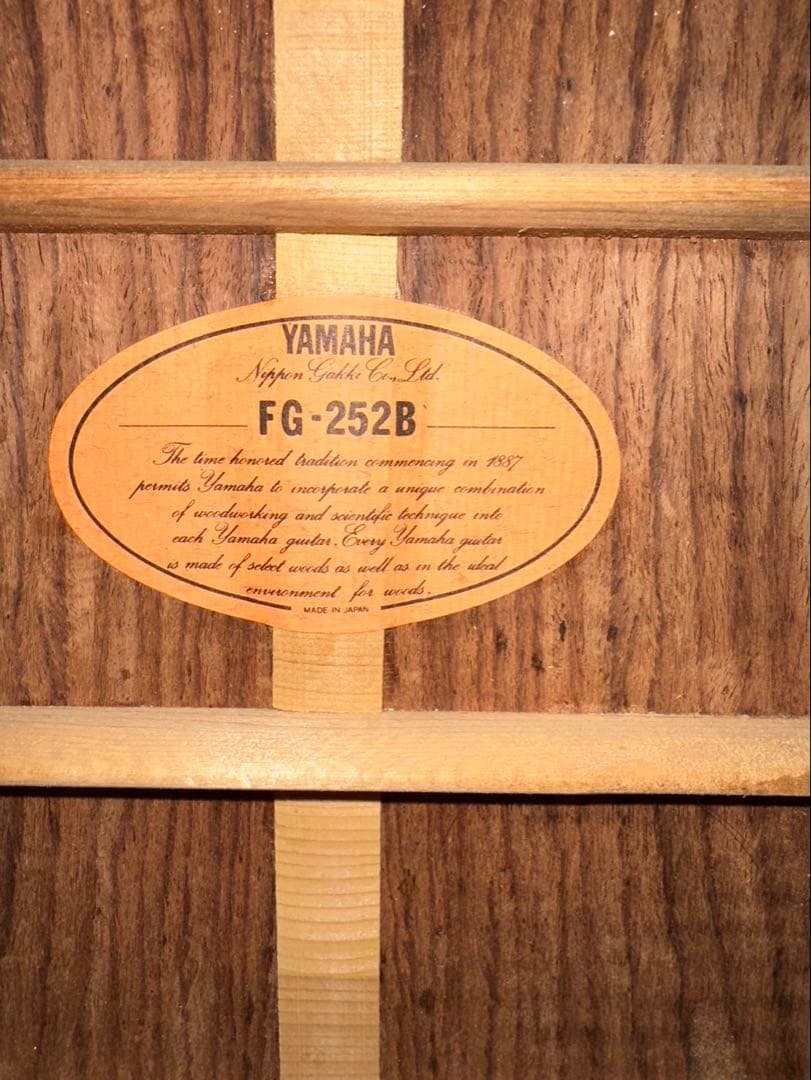 YAMAHA
Nippon Gakki Co., Ltd.
FG-252B
The time honored tradition commencing in 1887
permits Yamaha to incorporate a unique combination
of woodworking and scientific technique into
each Yamaha guitar. Every Yamaha guitar
is made of select woods as well as in the ideal
environment for woods.
MADE IN JAPAN